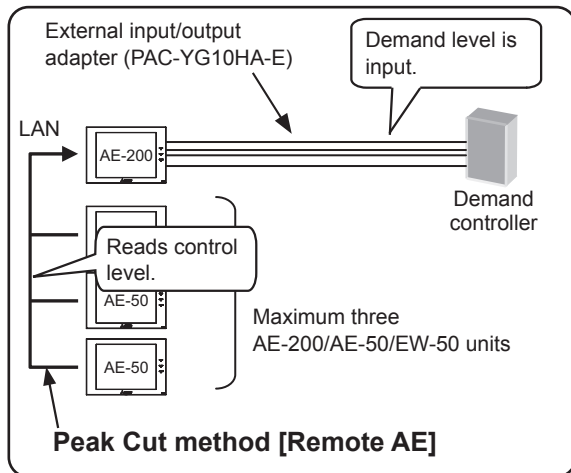 External input/output
adapter (PAC-YG10HA-E)
Demand level is
input.
LAN
AE-200
Demand
controller
Reads control
level.
AE-50
Maximum three
AE-200/AE-50/EW-50 units
AE-50
Peak Cut method [Remote AE]